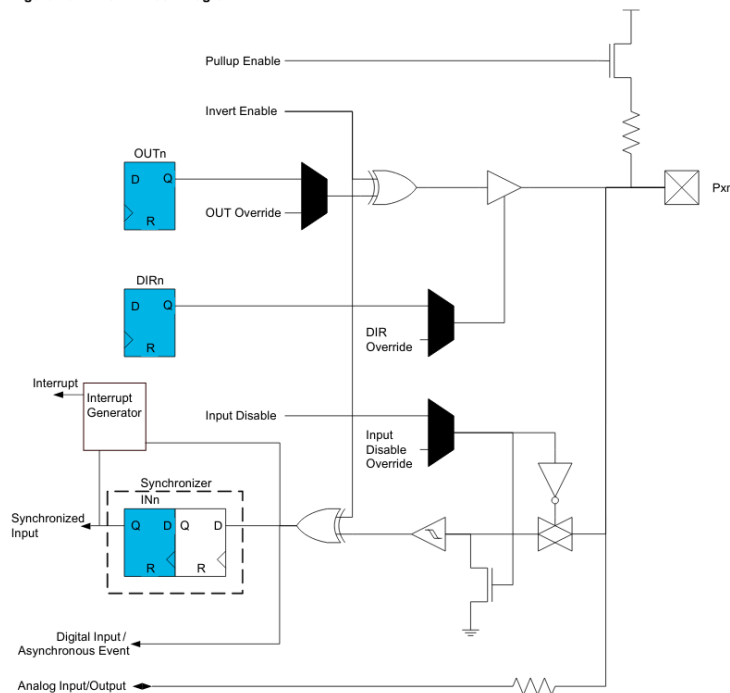 Pullup Enable
Invert Enable
OUTn
D Q
R
OUT Override
Pxn
DIRn
D Q
R
DIR
Override
Interrupt
Interrupt
Generator
Input Disable
Input
Disable
Override
Synchronizer
INn
Synchronized
Input
Q D Q D
R R
Digital Input /
Asynchronous Event
Analog Input/Output